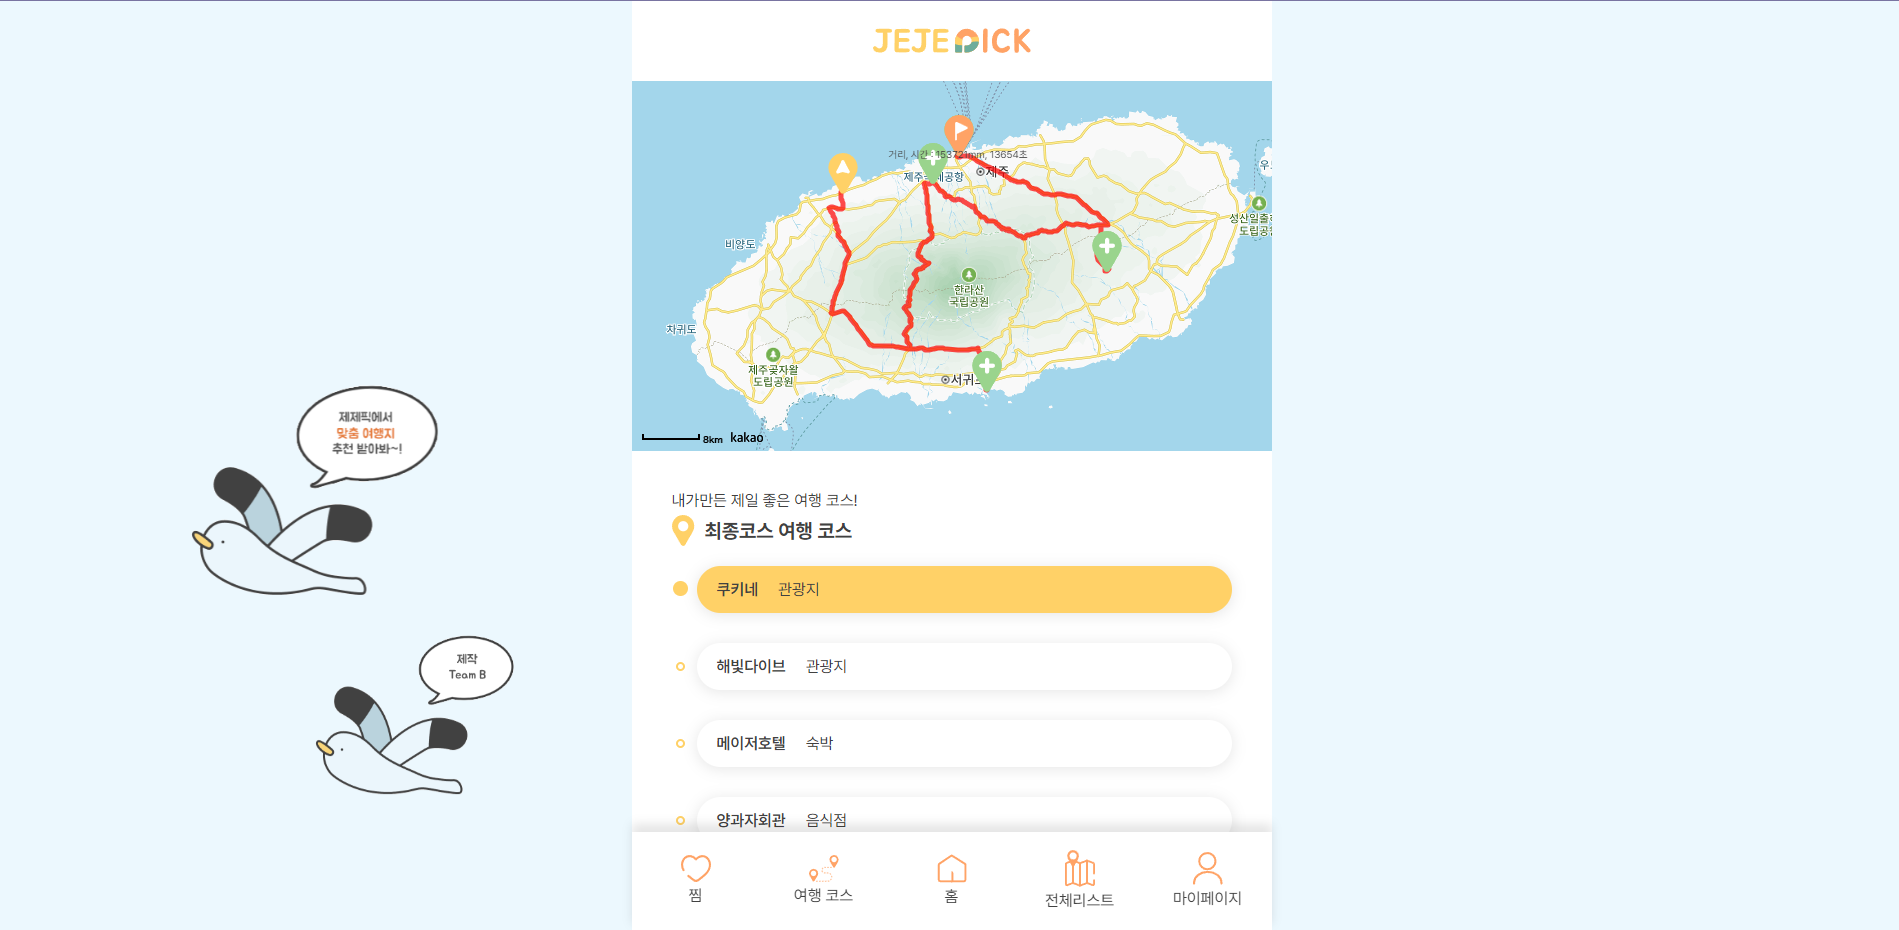 JEJEPICK
거리, 시간 : 153721mm, 13654초
제주국제공항
제주
우도
성산일출
도립공
비양도
한라산
국립공원
차귀도
제주곶자왈
도립공원
서귀포
8km kakao
제제픽에서
맞춤 여행지
추천 받아봐~!
제작
Team B
내가만든 제일 좋은 여행 코스!
최종코스 여행 코스
쿠키네 관광지
해빛다이브 관광지
메이저호텔 숙박
양과자회관 음식점
찜
여행 코스
홈
전체리스트
마이페이지